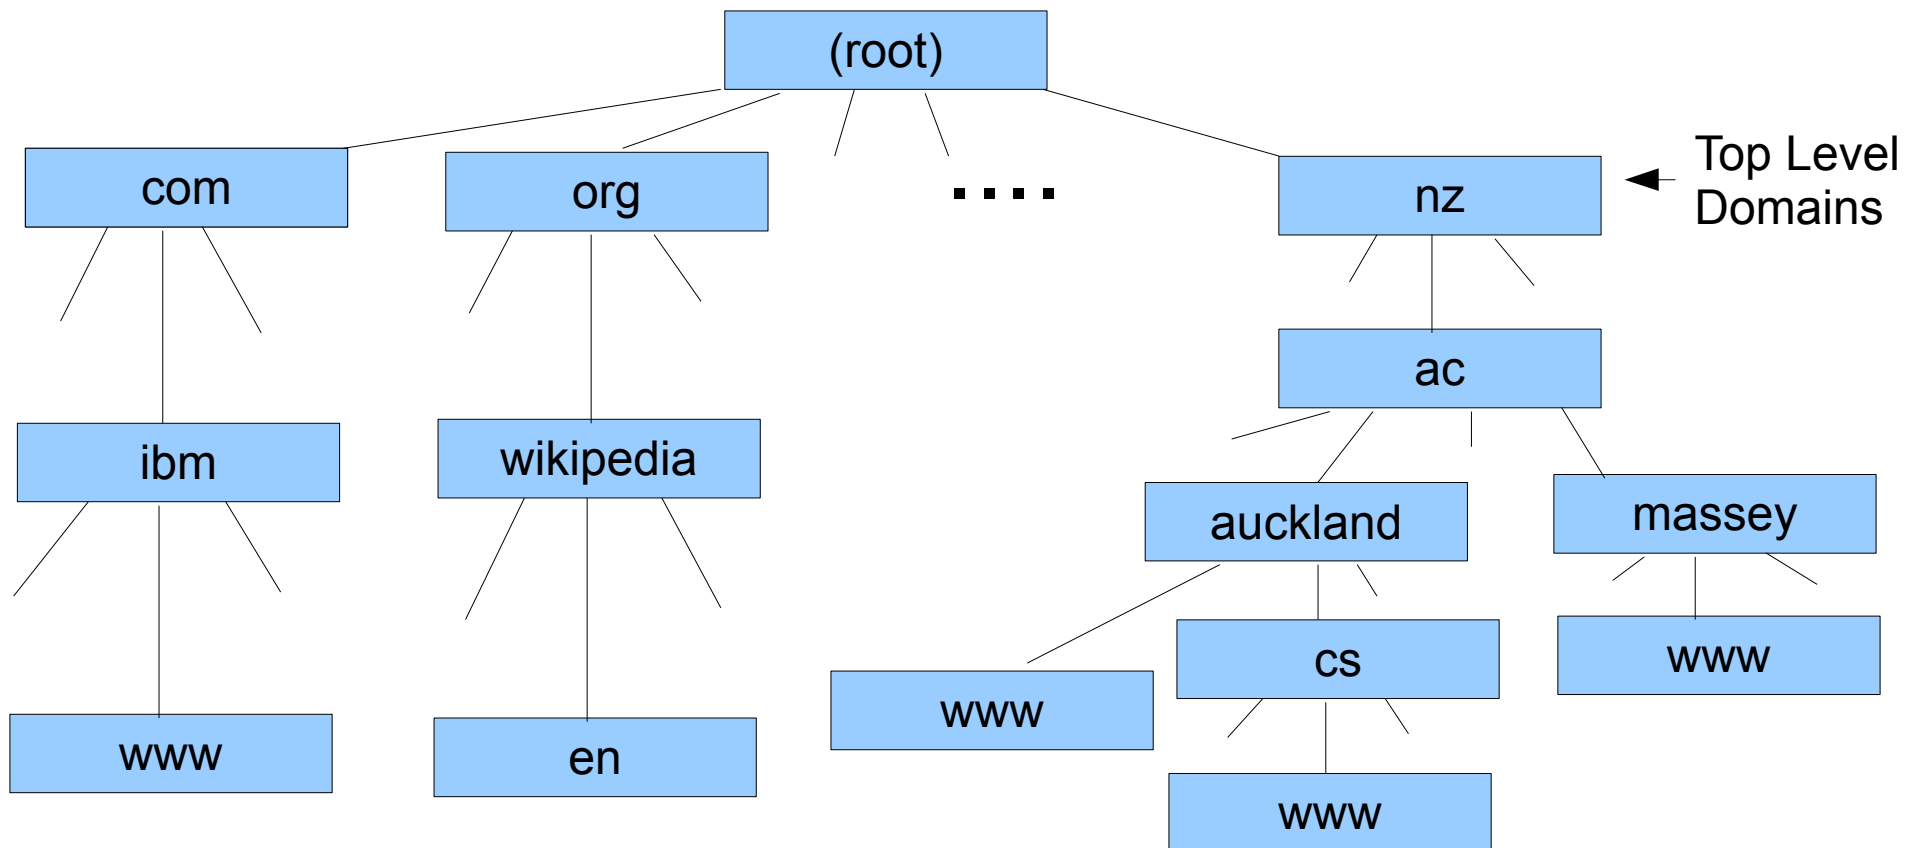 (root)
com
org
....
nz
Top Level
Domains
ac
ibm
wikipedia
auckland
massey
www
en
www
cs
www
www